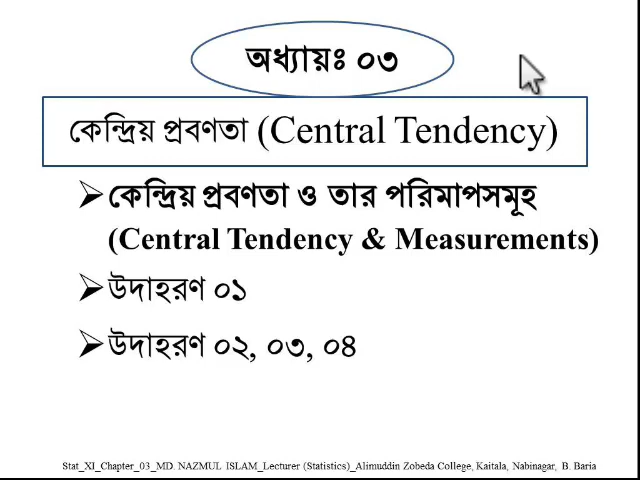 অধ্যায়ঃ ০৩
কেন্দ্রিয় প্রবণতা (Central Tendency)
➢কেন্দ্রিয় প্রবণতা ও তার পরিমাপসমূহ
(Central Tendency & Measurements)
➢উদাহরণ ০১
➢উদাহরণ ০২, ০৩, ০৪
Stat_XI_Chapter_03_MD. NAZMUL ISLAM_Lecturer (Statistics)_Alimuddin Zobeda College, Kaitala, Nabinagar, B. Baria